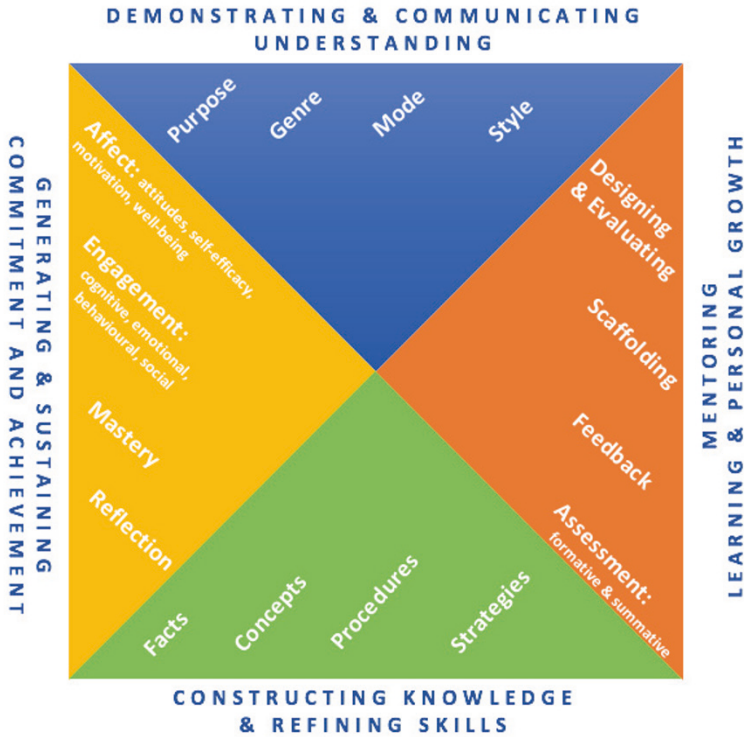 DEMONSTRATING & COMMUNICATING
UNDERSTANDING
Purpose
Genre
Mode
Style
GENERATING & SUSTAINING
COMMITMENT AND ACHIEVEMENT
Affect: attitudes, self-efficacy,
motivation, well-being
Engagement:
cognitive, emotional,
behavioural, social
Mastery
Reflection
Designing
& Evaluating
Scaffolding
Feedback
Assessment:
formative & summative
MENTORING
LEARNING & PERSONAL GROWTH
Facts
Concepts
Procedures
Strategies
CONSTRUCTING KNOWLEDGE
& REFINING SKILLS